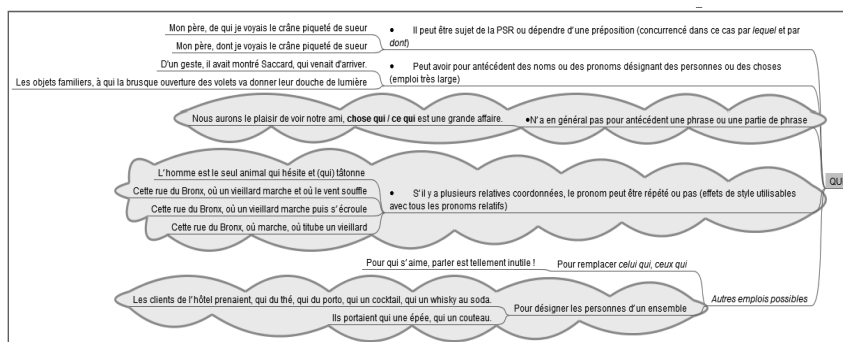 Mon père, de qui je voyais le crâne piqueté de sueur
Mon père, dont je voyais le crâne piqueté de sueur
• Il peut être sujet de la PSR ou dépendre d'une préposition (concurrencé dans ce cas par lequel et par
dont)
D'un geste, il avait montré Saccard, qui venait d'arriver.
Les objets familiers, à qui la brusque ouverture des volets va donner leur douche de lumière
• Peut avoir pour antécédent des noms ou des pronoms désignant des personnes ou des choses
(emploi très large)
Nous aurons le plaisir de voir notre ami, chose qui / ce qui est une grande affaire.
•N'a en général pas pour antécédent une phrase ou une partie de phrase
L'homme est le seul animal qui hésite et (qui) tâtonne
Cette rue du Bronx, où un vieillard marche et où le vent souffle
Cette rue du Bronx, où un vieillard marche puis s'écroule
Cette rue du Bronx, où marche, où titube un vieillard
• S'il y a plusieurs relatives coordonnées, le pronom peut être répété ou pas (effets de style utilisables
avec tous les pronoms relatifs)
QU
Pour qui s'aime, parler est tellement inutile !
Pour remplacer celui qui, ceux qui
Les clients de l'hôtel prenaient, qui du thé, qui du porto, qui un cocktail, qui un whisky au soda.
Ils portaient qui une épée, qui un couteau.
Pour désigner les personnes d'un ensemble
Autres emplois possibles